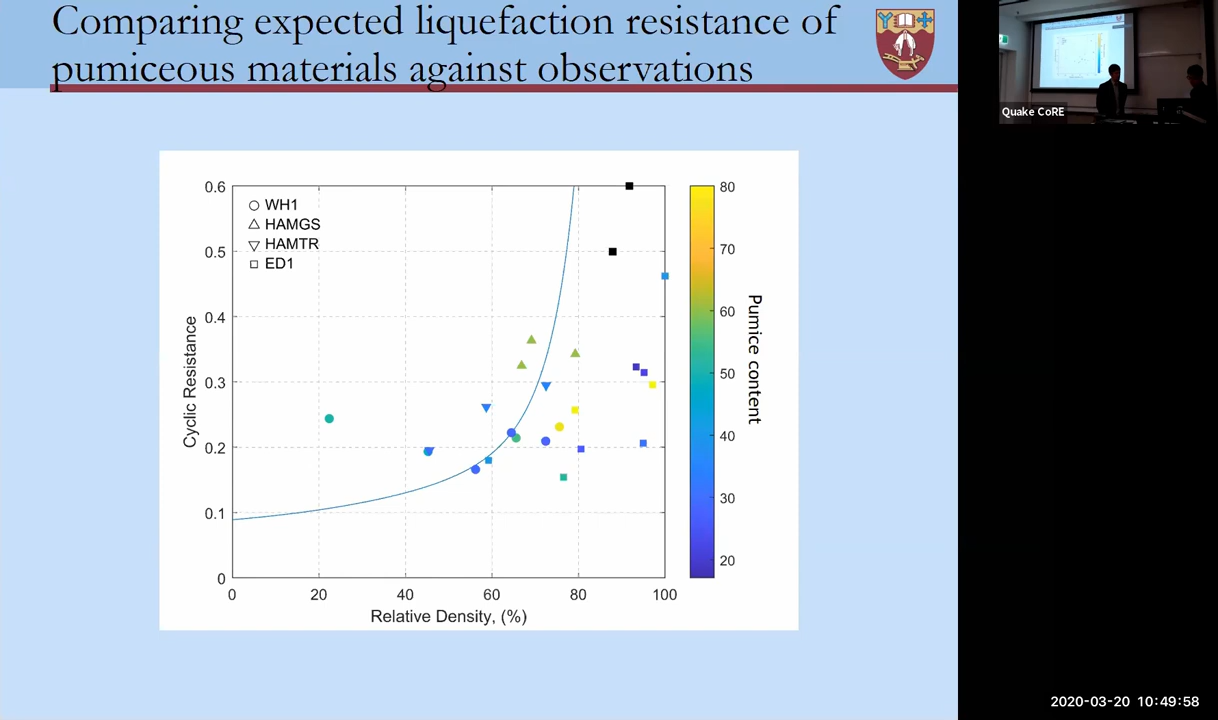 Comparing expected liquefaction resistance of
pumiceous materials against observations
Quake CoRE
WH1
HAMGS
HAMTR
ED1
0.6
0.5
0.4
0.3
0.2
0.1
0
Cyclic Resistance
0 20 40 60 80 100
Relative Density, (%)
80
70
60
50
40
30
20
Pumice content
2020-03-20 10:49:58